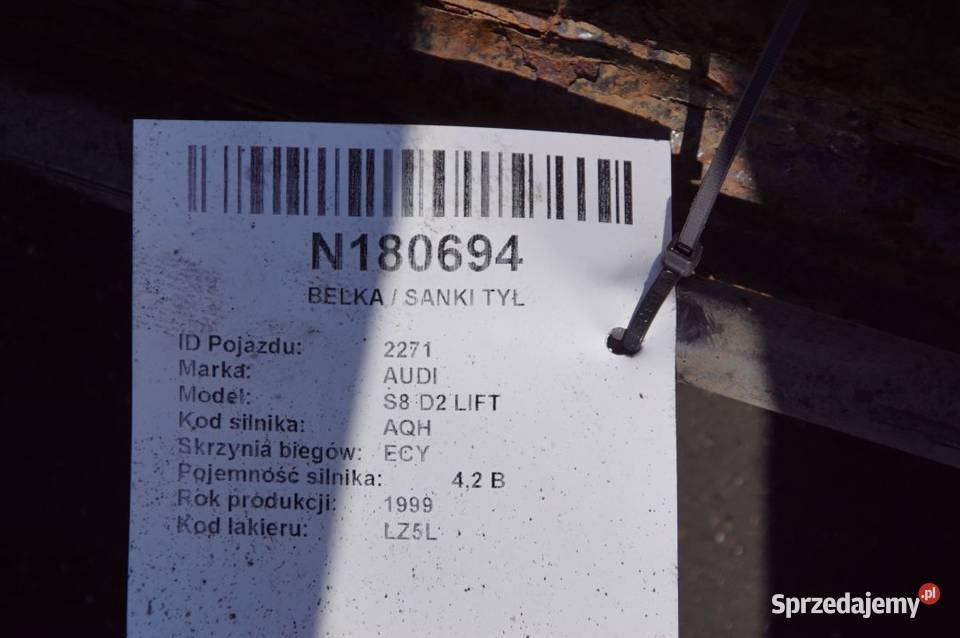 N180694
BELKA / SANKI TYŁ
ID Pojazdu: 2271
Marka: AUDI
Model: S8 D2 LIFT
Kod silnika: AQH
Skrzynia biegów: ECY
Pojemność silnika: 4,2 B
Rok produkcji: 1999
Kod lakieru: LZ5L
Sprzedajemy.pl